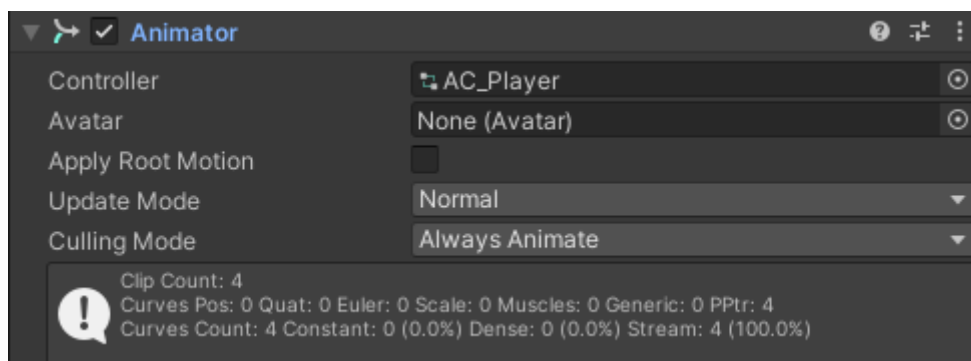 Animator
Controller AC_Player
Avatar None (Avatar)
Apply Root Motion
Update Mode Normal
Culling Mode Always Animate
Clip Count: 4
Curves Pos: 0 Quat: 0 Euler: 0 Scale: 0 Muscles: 0 Generic: 0 PPtr: 4
Curves Count: 4 Constant: 0 (0.0%) Dense: 0 (0.0%) Stream: 4 (100.0%)